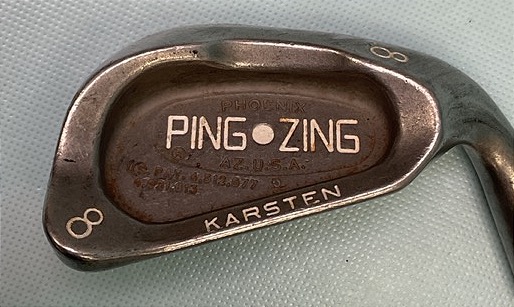 8
PHOENIX
PING ZING
AZ. U.S.A.
KARSTEN
8